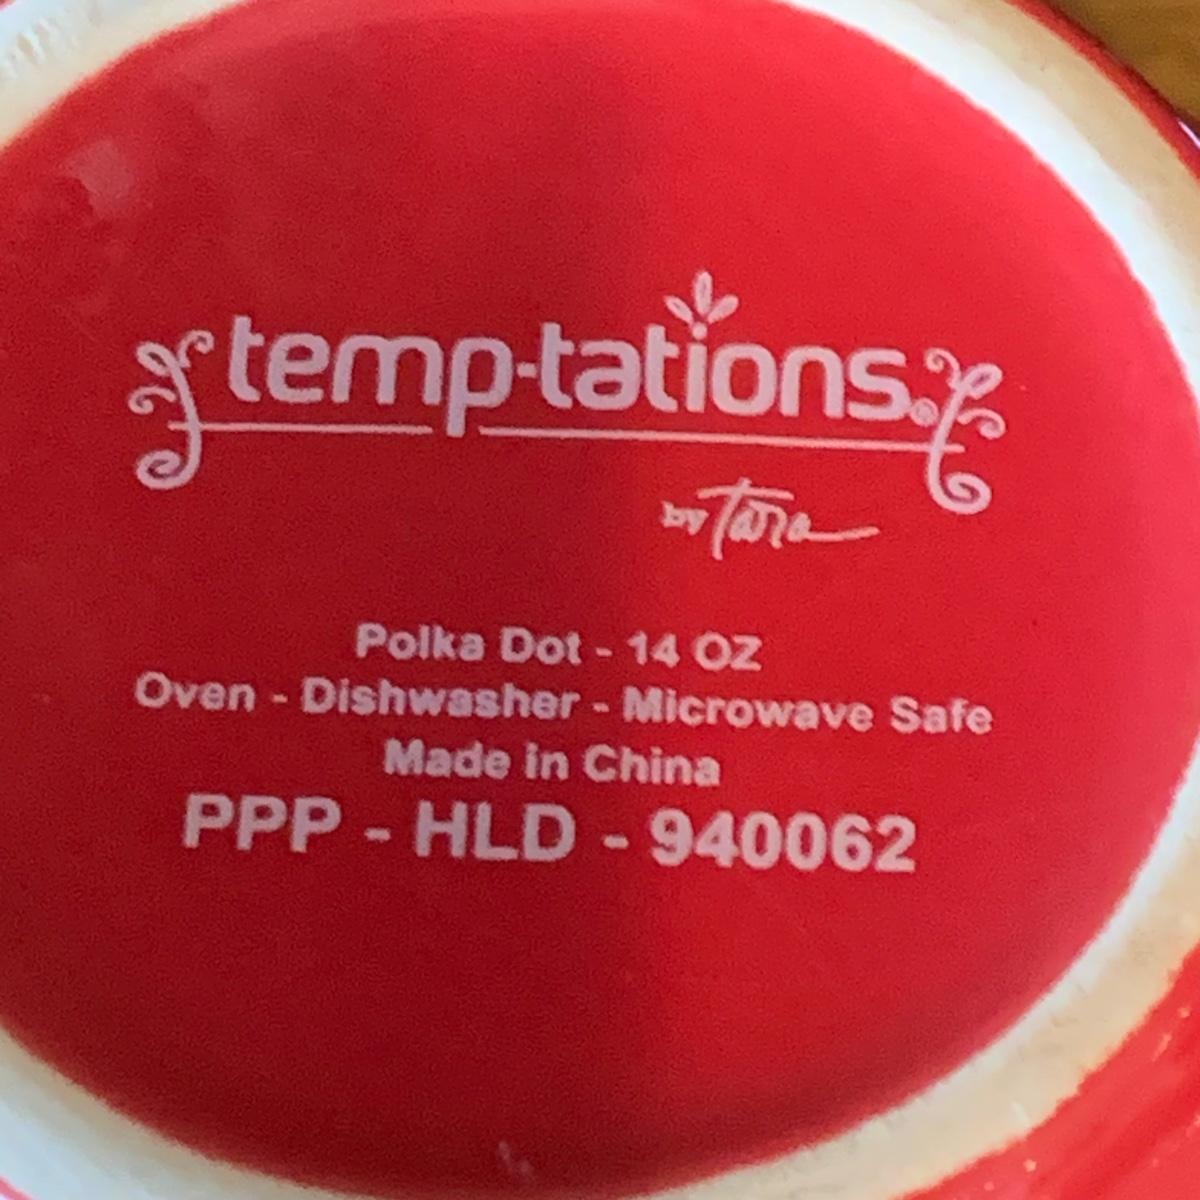 temp-tations®
by Tara
Polka Dot - 14 OZ
Oven - Dishwasher - Microwave Safe
Made in China
PPP - HLD - 940062